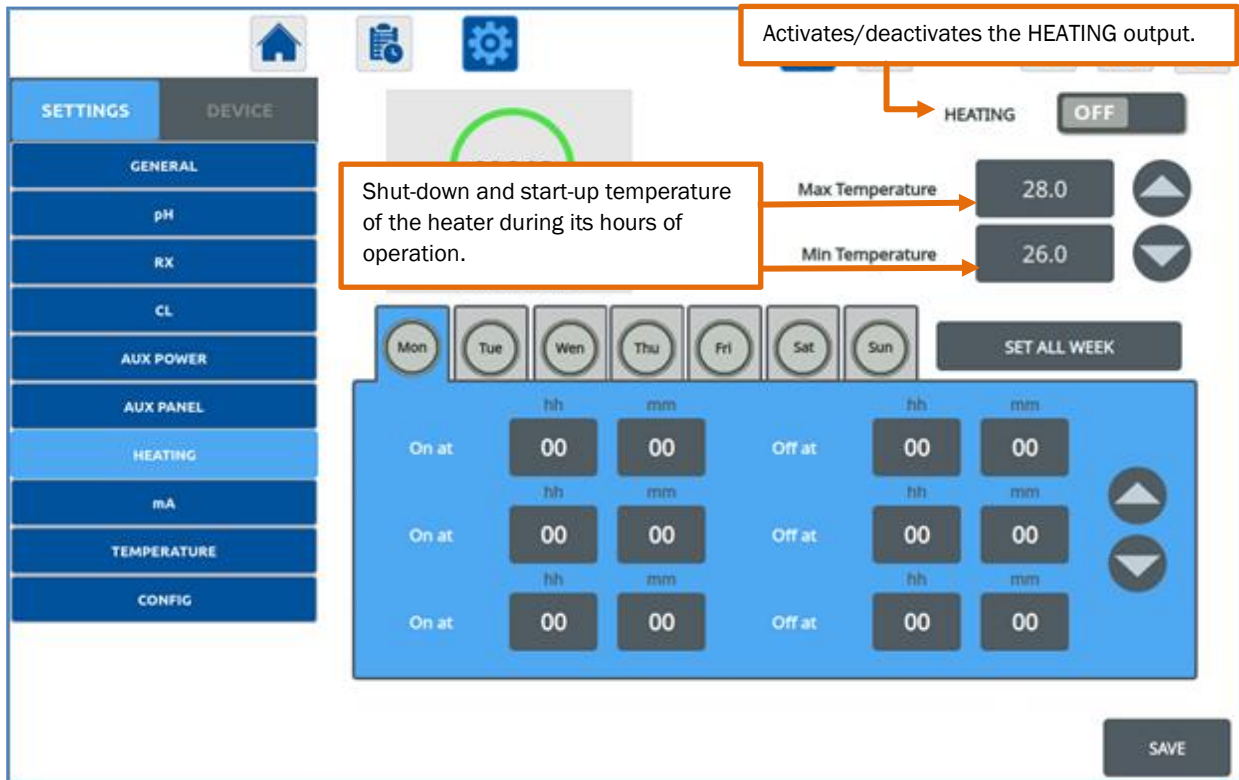 Activates/deactivates the HEATING output.
SETTINGS DEVICE
HEATING OFF
GENERAL
pH
RX
CL
AUX POWER
AUX PANEL
HEATING
mA
TEMPERATURE
CONFIG
Shut-down and start-up temperature
of the heater during its hours of
operation.
Max Temperature 28.0
Min Temperature 26.0
Mon Tue Wen Thu Fri Sat Sun SET ALL WEEK
hh mm hh mm
On at 00 00 Off at 00 00
hh mm hh mm
On at 00 00 Off at 00 00
hh mm hh mm
On at 00 00 Off at 00 00
SAVE